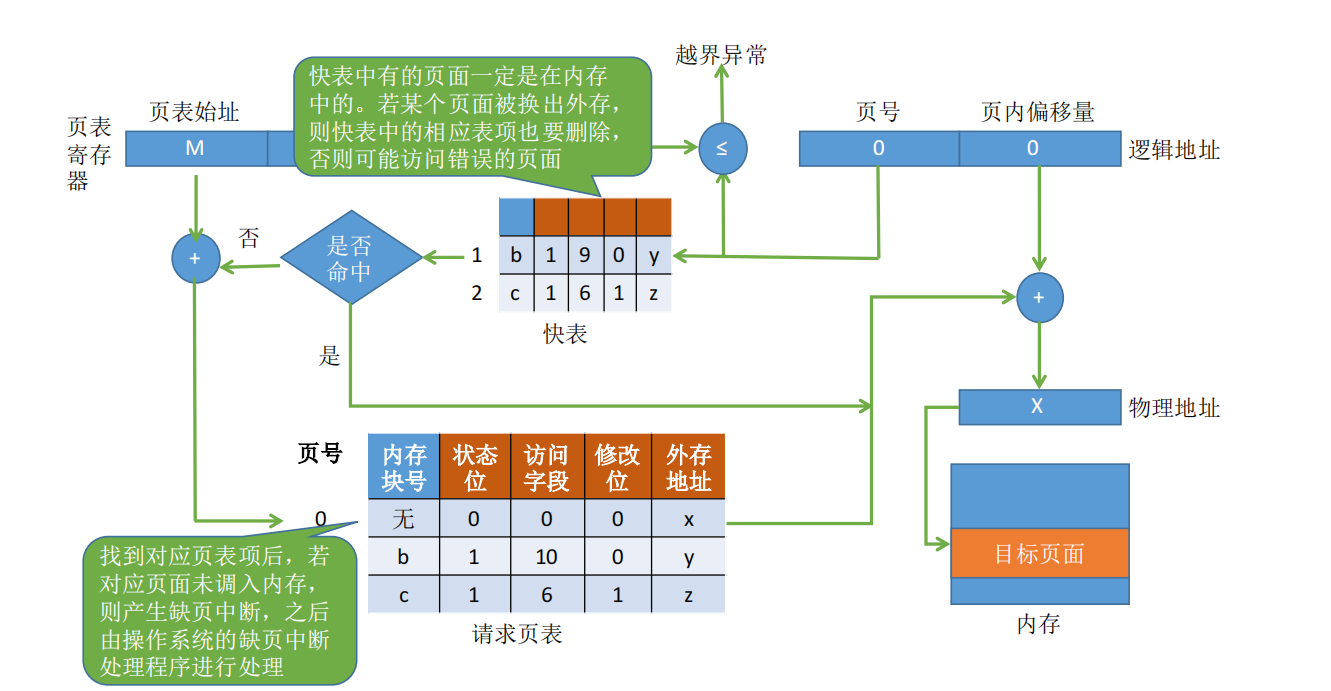 越界异常
快表中有的页面一定是在内存
中的。若某个页面被换出外存，
则快表中的相应表项也要删除，
否则可能访问错误的页面
页表始址
页号 页内偏移量
页表
寄存
器
M
≤
0 0
逻辑地址
+
否
是否
命中
1 b 1 9 0 y
2 c 1 6 1 z
快表
+
是
X
物理地址
页号
内存
块号
状态
位
访问
字段
修改
位
外存
地址
0 无 0 0 0 x
b 1 10 0 y
c 1 6 1 z
请求页表
找到对应页表项后，若
对应页面未调入内存，
则产生缺页中断，之后
由操作系统的缺页中断
处理程序进行处理
目标页面
内存